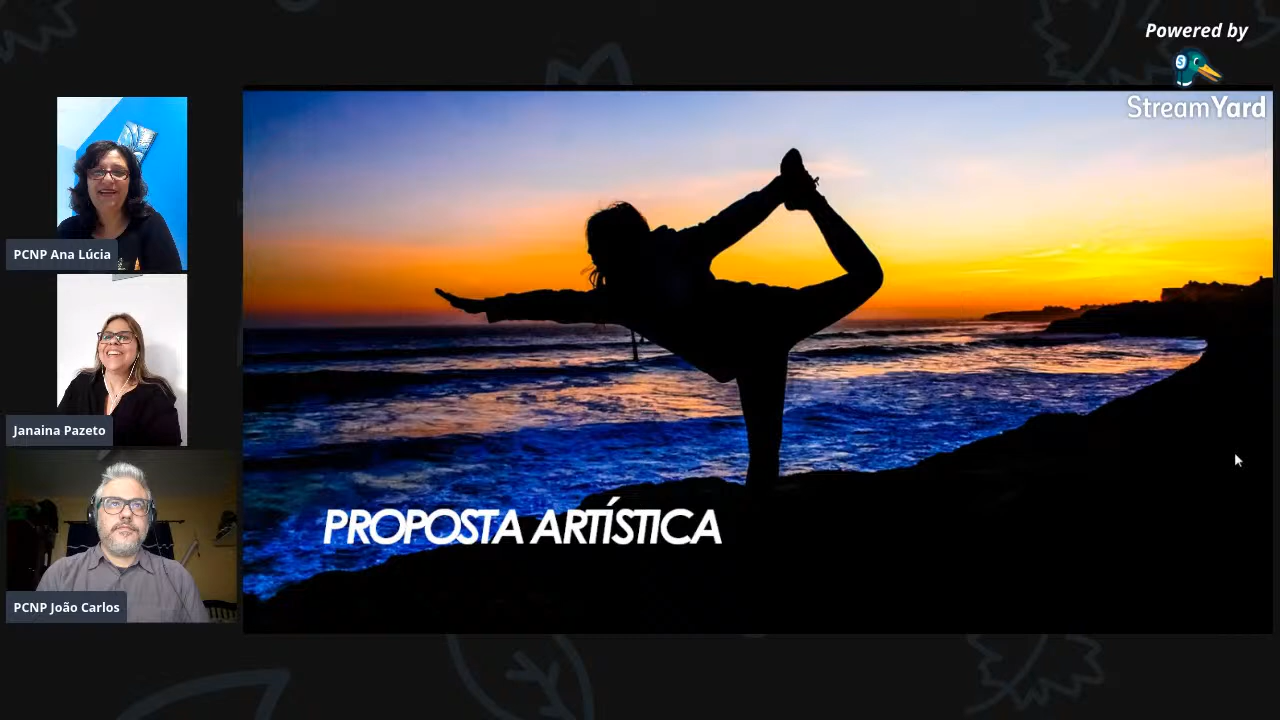 Powered by
StreamYard
PCNP Ana Lúcia
Janaina Pazeto
PCNP João Carlos
PROPOSTA ARTÍSTICA